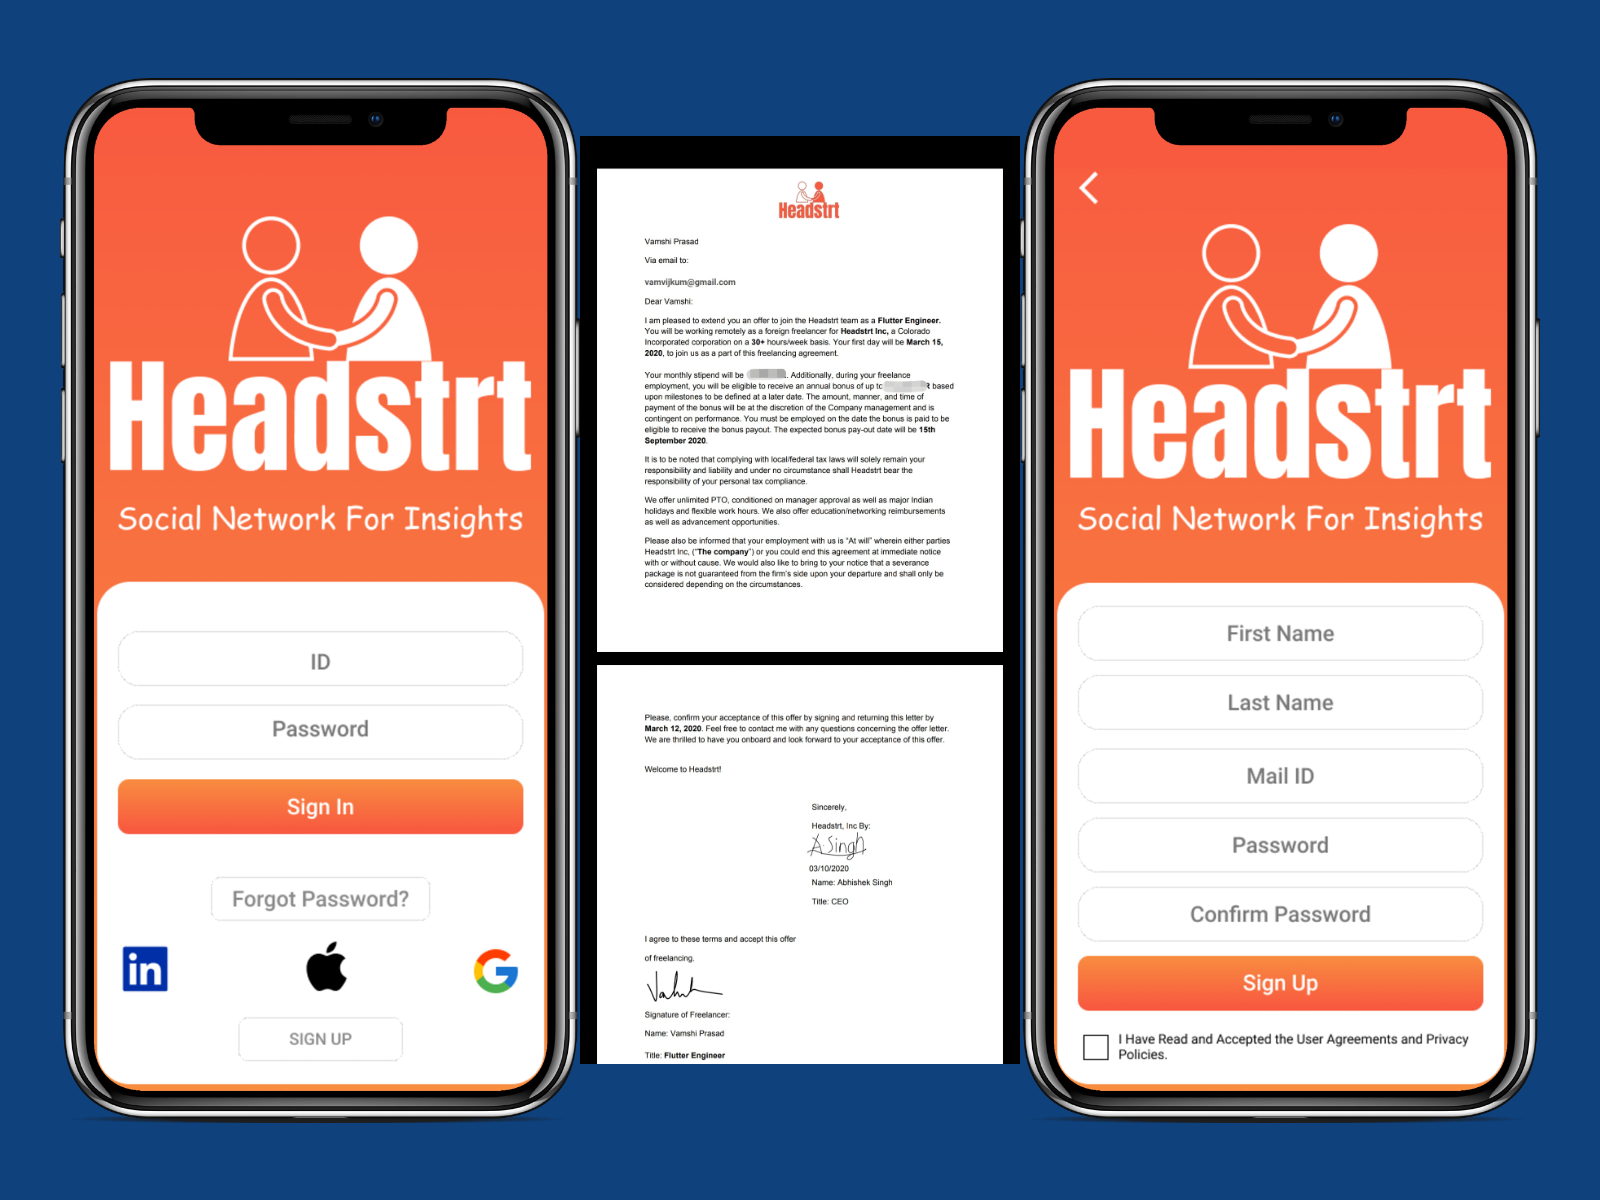 Headstrt
Social Network For Insights
ID
Password
Sign In
Forgot Password?
in
SIGN UP
Headstrt
Vamshi Prasad
Via email to:
vamvijkum@gmail.com
Dear Vamshi:
I am pleased to extend you an offer to join the Headstrt team as a Flutter Engineer.
You will be working remotely as a foreign freelancer for Headstrt Inc, a Colorado
Incorporated corporation on a 30+ hours/week basis. Your first day will be March 15,
2020, to join us as a part of this freelancing agreement.
Your monthly stipend will be . Additionally, during your freelance
employment, you will be eligible to receive an annual bonus of up to R based
upon milestones to be defined at a later date. The amount, manner, and time of
payment of the bonus will be at the discretion of the Company management and is
contingent on performance. You must be employed on the date the bonus is paid to be
eligible to receive the bonus payout. The expected bonus pay-out date will be 15th
September 2020.
It is to be noted that complying with local/federal tax laws will solely remain your
responsibility and liability and under no circumstance shall Headstrt bear the
responsibility of your personal tax compliance.
We offer unlimited PTO, conditioned on manager approval as well as major Indian
holidays and flexible work hours. We also offer education/networking reimbursements
as well as advancement opportunities.
Please also be informed that your employment with us is "At will" wherein either parties
Headstrt Inc, ("The company") or you could end this agreement at immediate notice
with or without cause. We would also like to bring to your notice that a severance
package is not guaranteed from the firm's side upon your departure and shall only be
considered depending on the circumstances.
Please, confirm your acceptance of this offer by signing and returning this letter by
March 12, 2020. Feel free to contact me with any questions concerning the offer letter.
We are thrilled to have you onboard and look forward to your acceptance of this offer.
Welcome to Headstrt!
Sincerely,
Headstrt, Inc By:
A.Singh
03/10/2020
Name: Abhishek Singh
Title: CEO
I agree to these terms and accept this offer
of freelancing.
Signature of Freelancer:
Name: Vamshi Prasad
Title: Flutter Engineer
Headstrt
Social Network For Insights
First Name
Last Name
Mail ID
Password
Confirm Password
Sign Up
I Have Read and Accepted the User Agreements and Privacy
Policies.